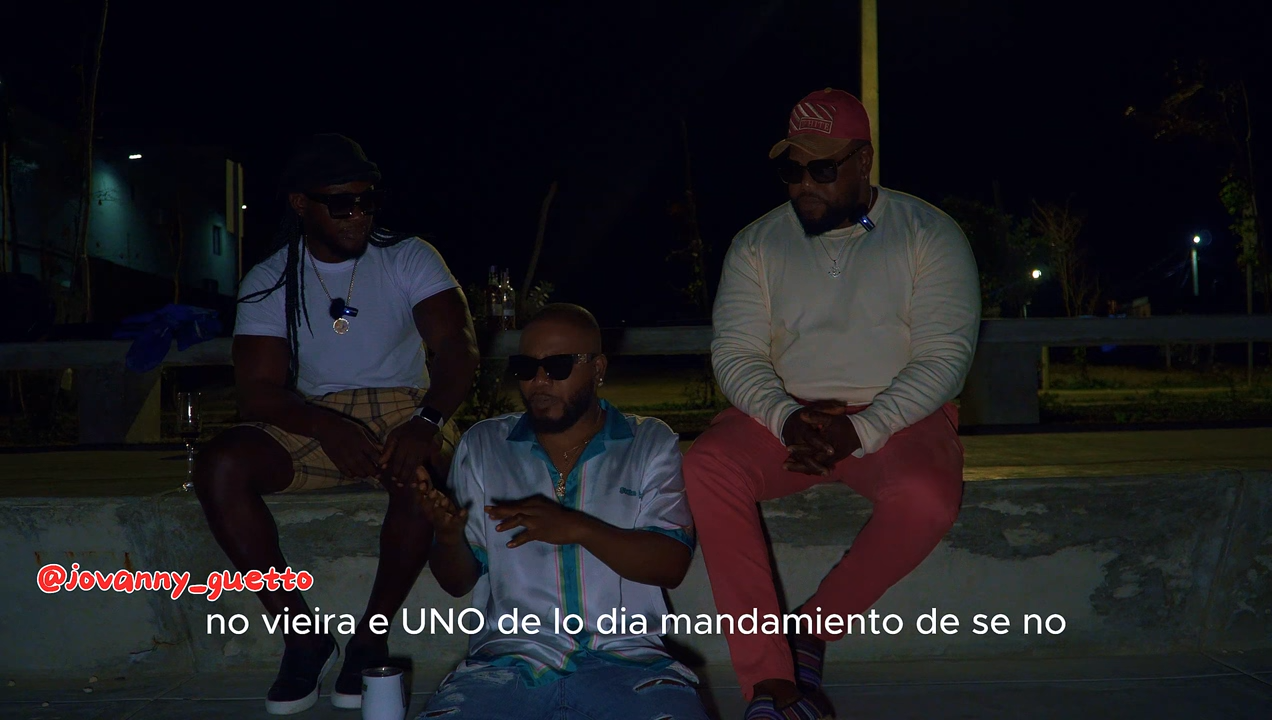 @jovanny_guetto
no vieira e UNO de lo dia mandamiento de se no